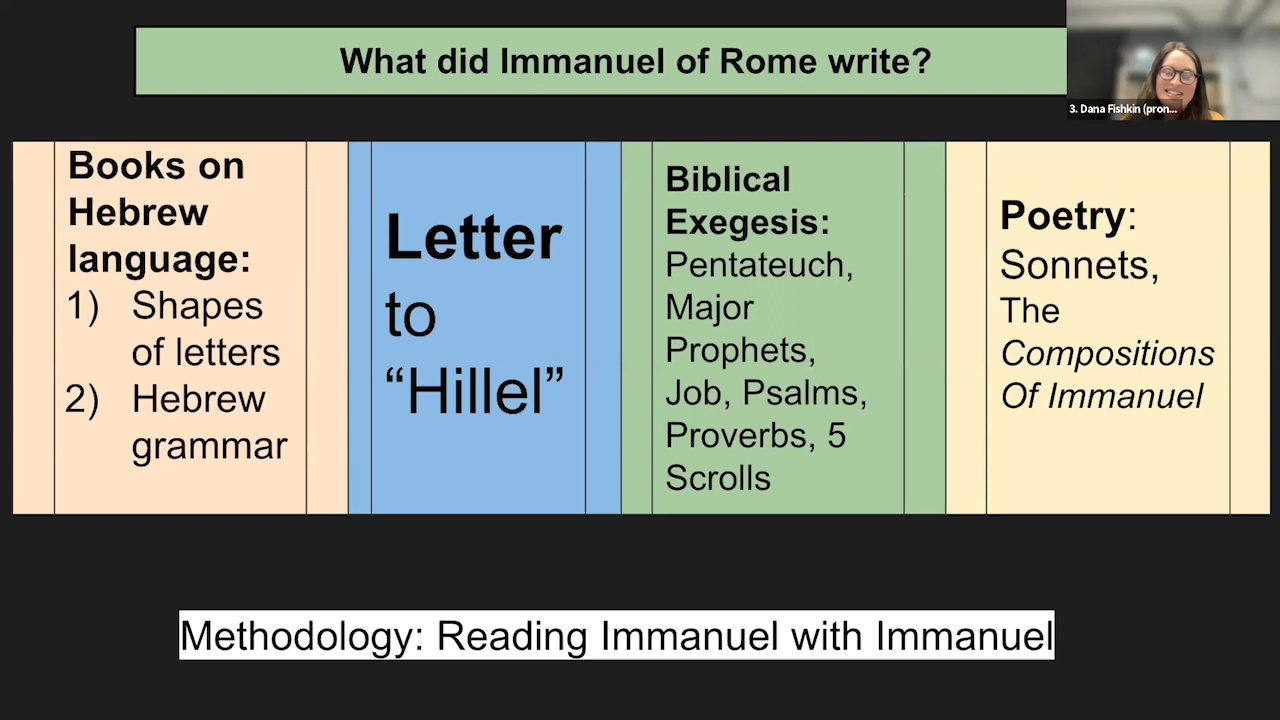 What did Immanuel of Rome write?
3. Dana Fishkin (pron...
Books on
Hebrew
language:
1) Shapes
of letters
2) Hebrew
grammar
Letter
to
“Hillel”
Biblical
Exegesis:
Pentateuch,
Major
Prophets,
Job, Psalms,
Proverbs, 5
Scrolls
Poetry:
Sonnets,
The
Compositions
Of Immanuel
Methodology: Reading Immanuel with Immanuel